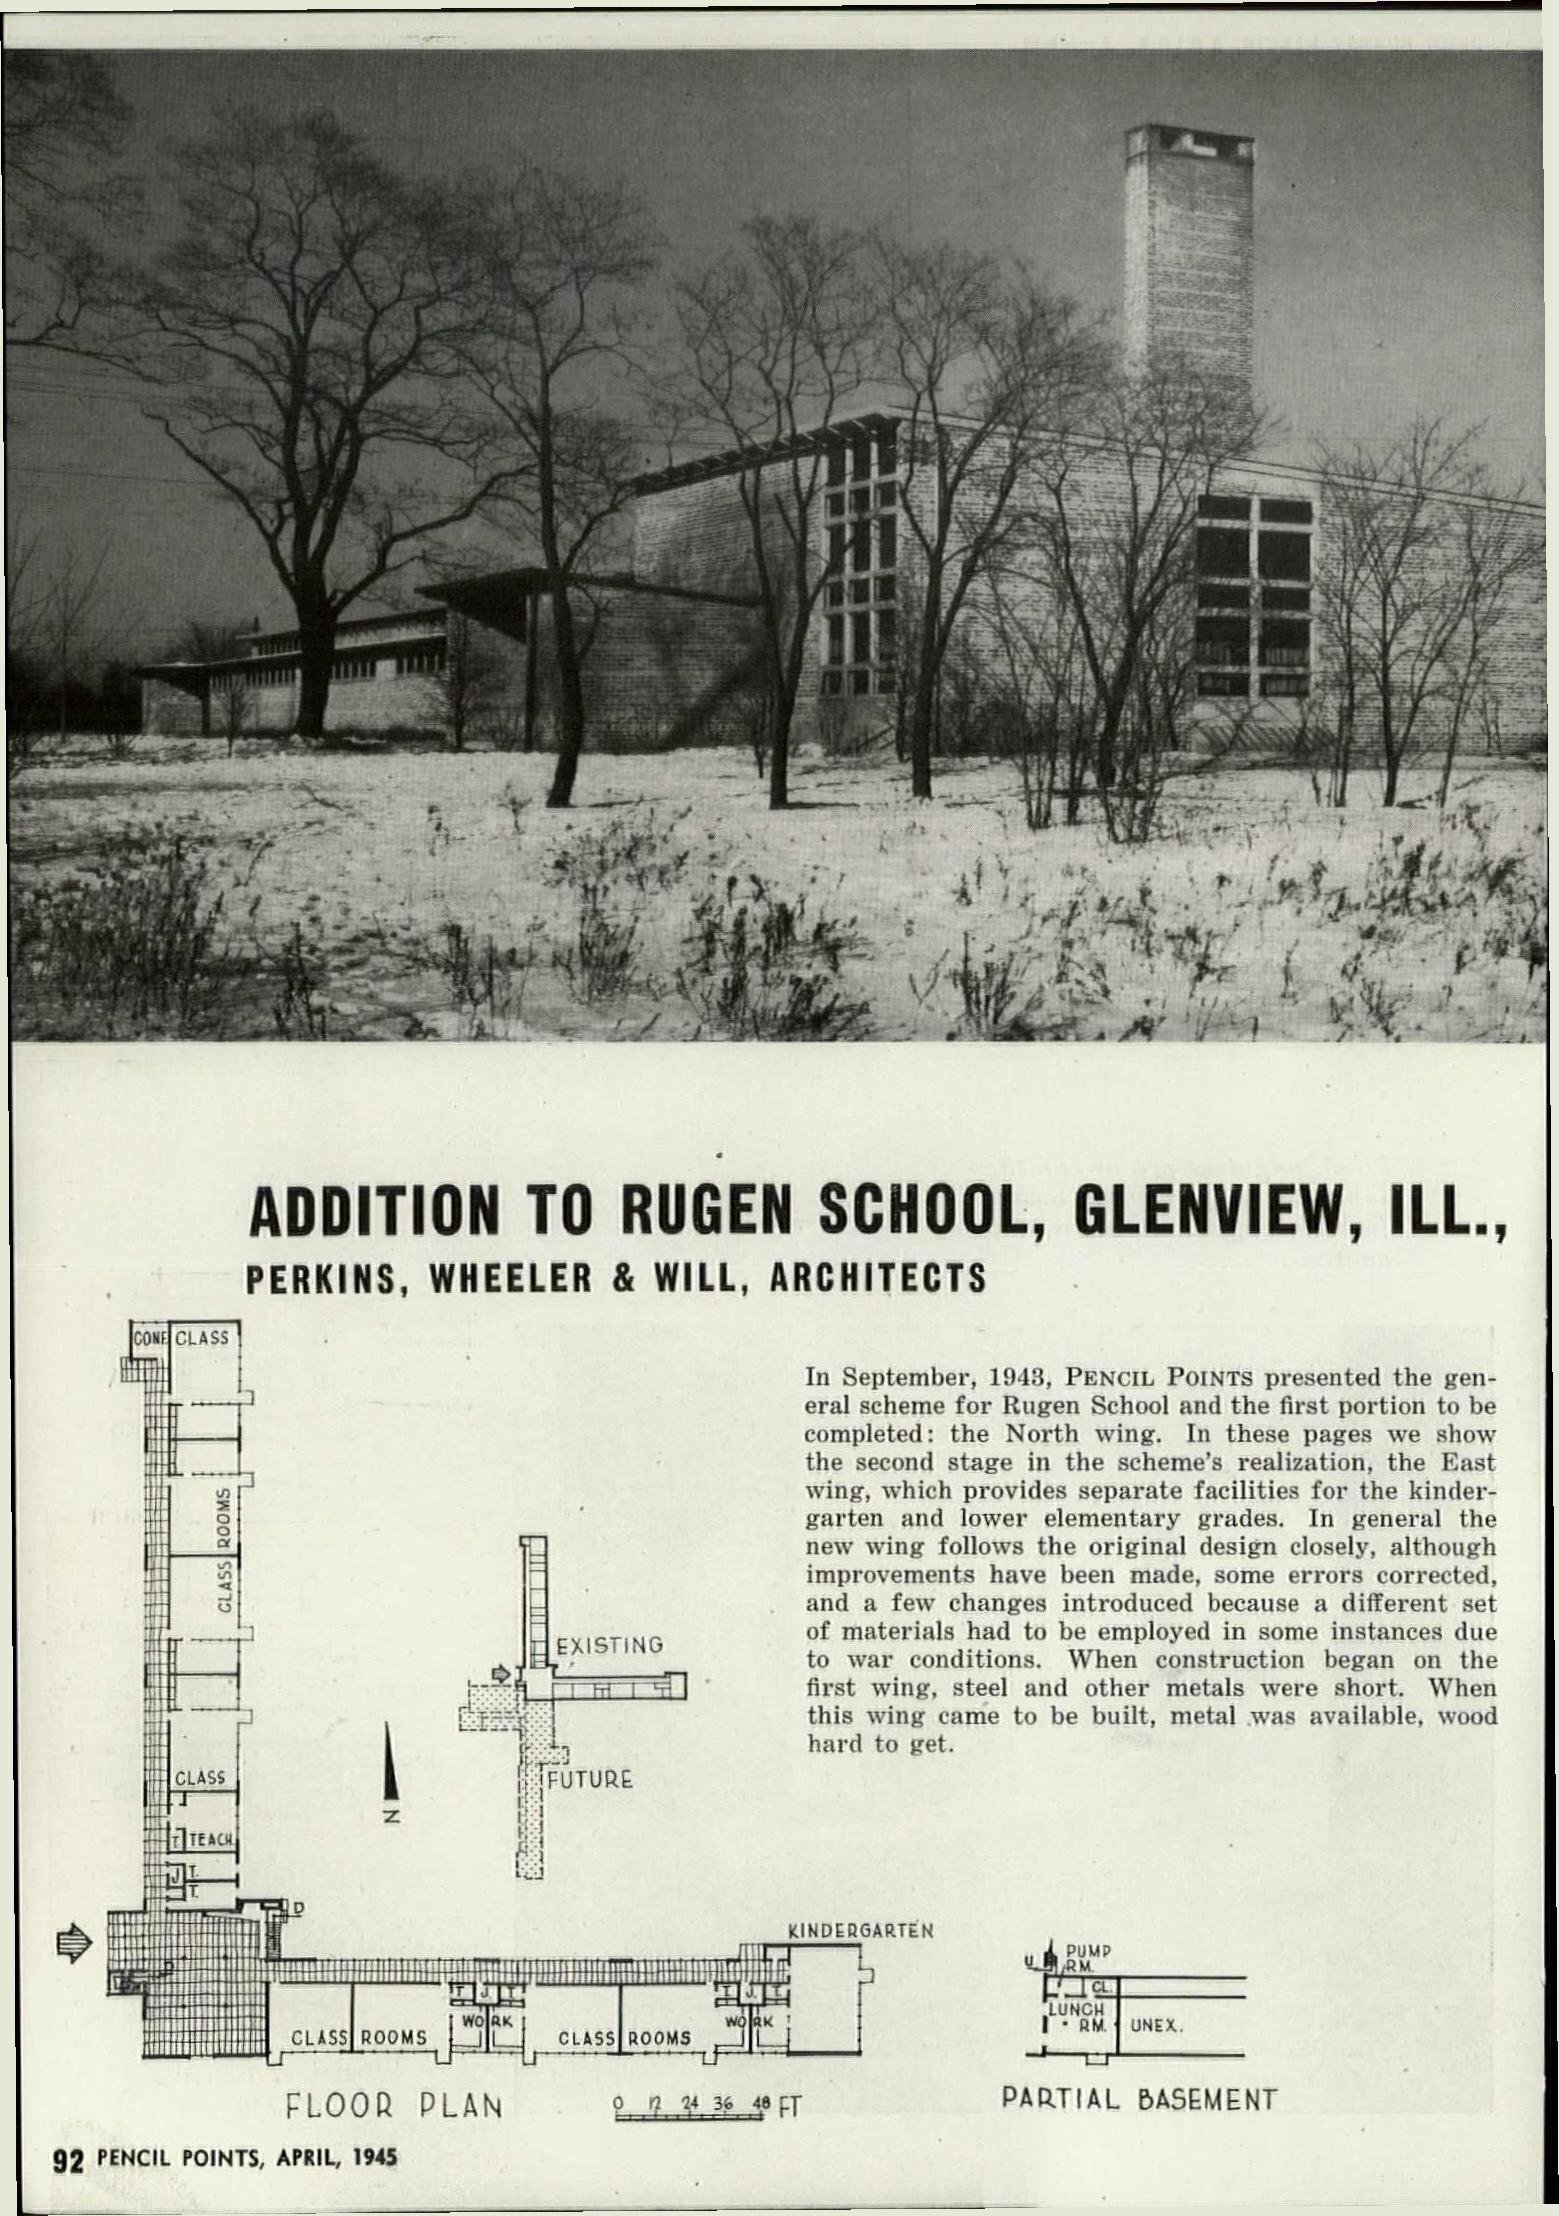 ADDITION TO RUGEN SCHOOL, GLENVIEW, ILL.,
PERKINS, WHEELER & WILL, ARCHITECTS
In September, 1943, PENCIL POINTS presented the gen-
eral scheme for Rugen School and the first portion to be
completed: the North wing. In these pages we show
the second stage in the scheme's realization, the East
wing, which provides separate facilities for the kinder-
garten and lower elementary grades. In general the
new wing follows the original design closely, although
improvements have been made, some errors corrected,
and a few changes introduced because a different set
of materials had to be employed in some instances due
to war conditions. When construction began on the
first wing, steel and other metals were short. When
this wing came to be built, metal was available, wood
hard to get.
CONF. CLASS
CLASS ROOMS
CLASS
T TEACH.
J T.
T.
D
EXISTING
FUTURE
N
KINDERGARTEN
T. J. T.
T. J. T.
WORK
WORK
CLASS ROOMS
CLASS ROOMS
FLOOR PLAN
0 12 24 36 48 FT
U
PUMP
RM.
CL.
LUNCH
RM.
UNEX.
PARTIAL BASEMENT
92 PENCIL POINTS, APRIL, 1945